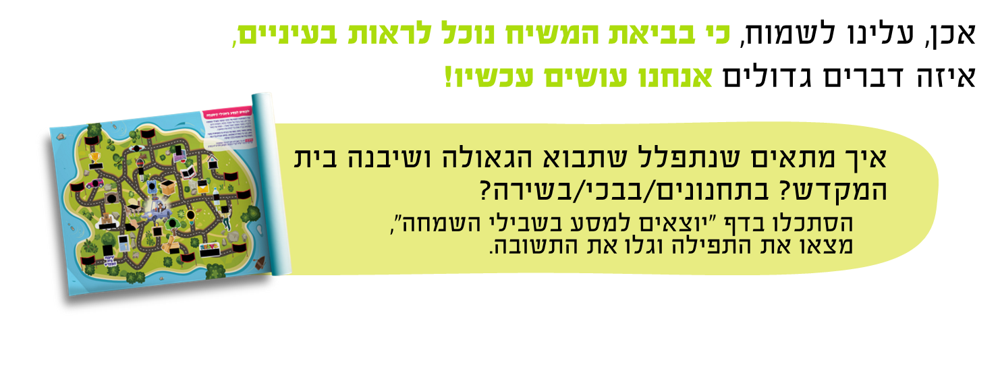 אכן, עלינו לשמוח, כי בביאת המשיח נוכל לראות בעיניים,
איזה דברים גדולים אנחנו עושים עכשיו!
איך מתאים שנתפלל שתבוא הגאולה ושיבנה בית
המקדש? בתחנונים/בבכי/בשירה?
הסתכלו בדף "יוצאים למסע בשבילי השמחה",
מצאו את התפילה וגלו את התשובה.